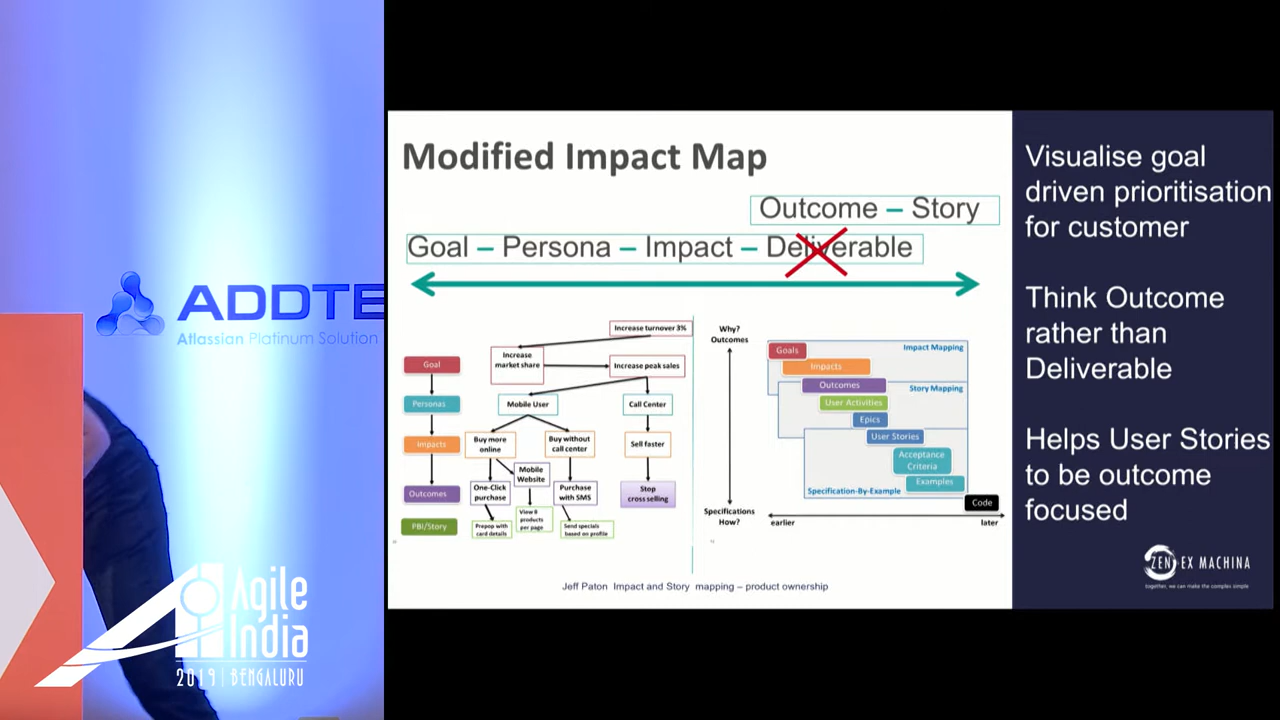 ADDTE
Atlassian Platinum Solution
Agile
India
2019 | BENGALURU
Modified Impact Map
Outcome – Story
Goal – Persona – Impact – Deliverable
Goal
Personas
Impacts
Outcomes
PBI/Story
Increase turnover 3%
Increase
market share
Increase peak sales
Mobile User
Call Center
Buy more
online
Buy without
call center
Sell faster
Mobile
Website
One-Click
purchase
Purchase
with SMS
Stop
cross selling
View 8
products
per page
Prepop with
card details
Send specials
based on profile
Why?
Outcomes
Specifications
How?
earlier
later
Impact Mapping
Goals
Impacts
Outcomes
Story Mapping
User Activities
Epics
User Stories
Acceptance
Criteria
Examples
Specification-By-Example
Code
Jeff Paton Impact and Story mapping – product ownership
Visualise goal
driven prioritisation
for customer
Think Outcome
rather than
Deliverable
Helps User Stories
to be outcome
focused
ZEN EX MACHINA
together, we can make the complex simple